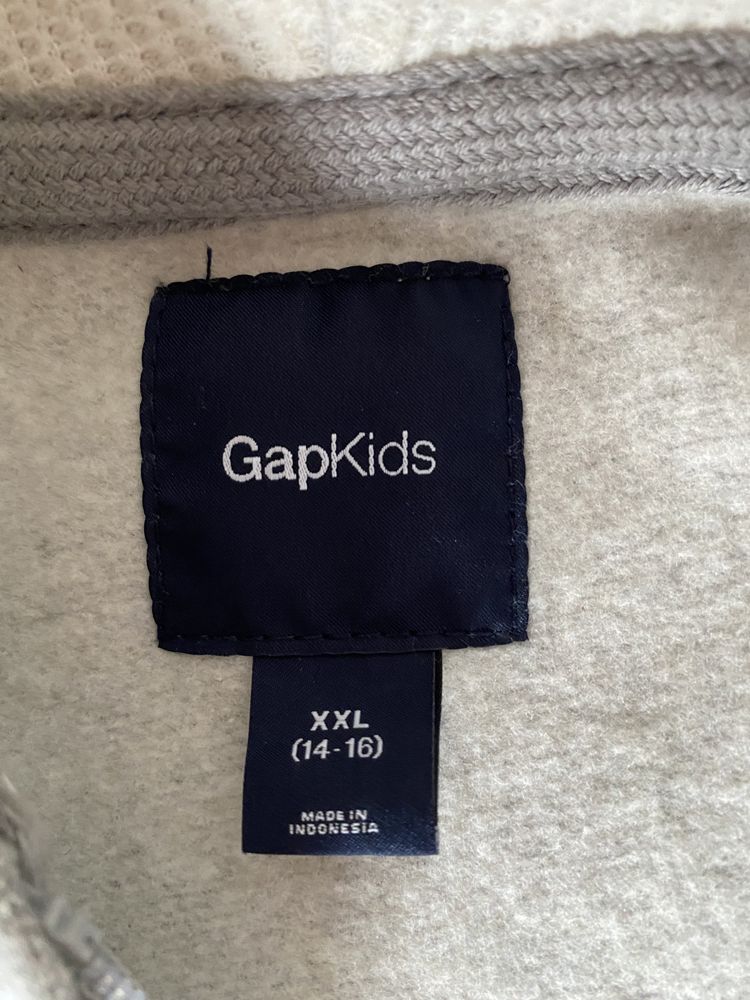 GapKids
XXL
(14-16)
MADE IN
INDONESIA